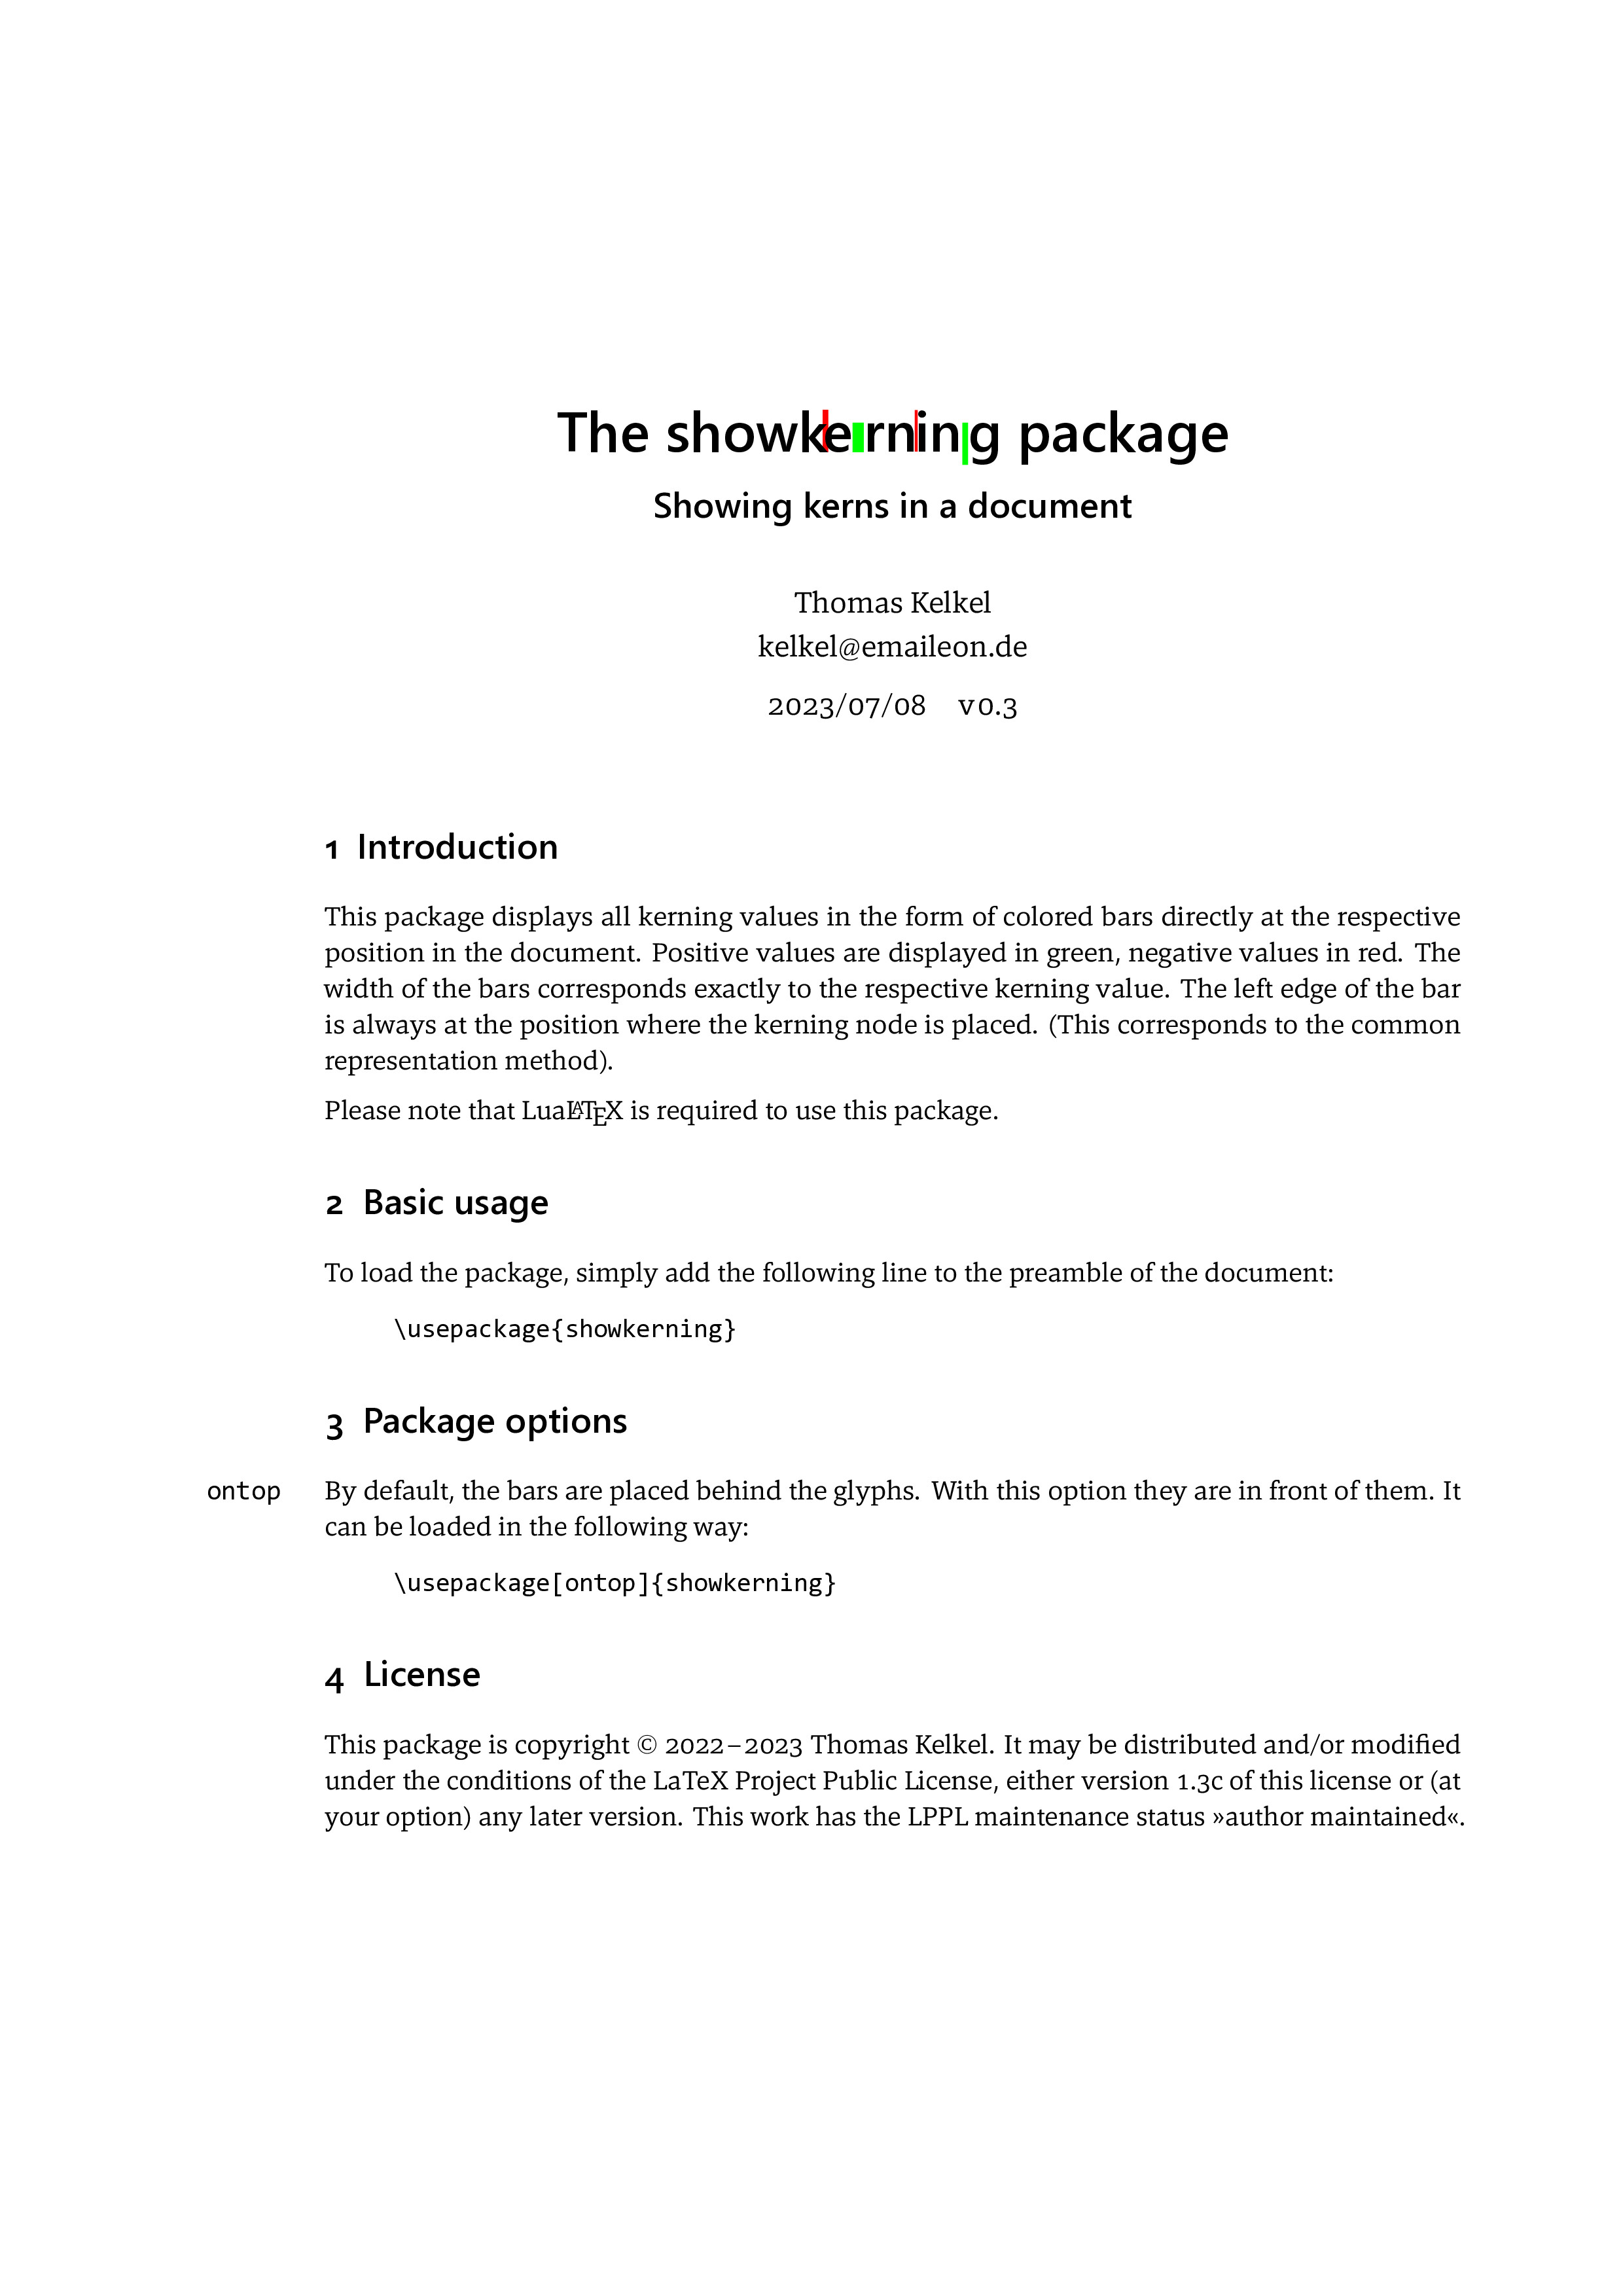 The showkerning package
Showing kerns in a document
Thomas Kelkel
kelkel@emaileon.de
2023/07/08 v0.3
1 Introduction
This package displays all kerning values in the form of colored bars directly at the respective
position in the document. Positive values are displayed in green, negative values in red. The
width of the bars corresponds exactly to the respective kerning value. The left edge of the bar
is always at the position where the kerning node is placed. (This corresponds to the common
representation method).
Please note that LuaLATEX is required to use this package.
2 Basic usage
To load the package, simply add the following line to the preamble of the document:
\usepackage{showkerning}
3 Package options
ontop By default, the bars are placed behind the glyphs. With this option they are in front of them. It
can be loaded in the following way:
\usepackage[ontop]{showkerning}
4 License
This package is copyright © 2022–2023 Thomas Kelkel. It may be distributed and/or modified
under the conditions of the LaTeX Project Public License, either version 1.3c of this license or (at
your option) any later version. This work has the LPPL maintenance status »author maintained«.